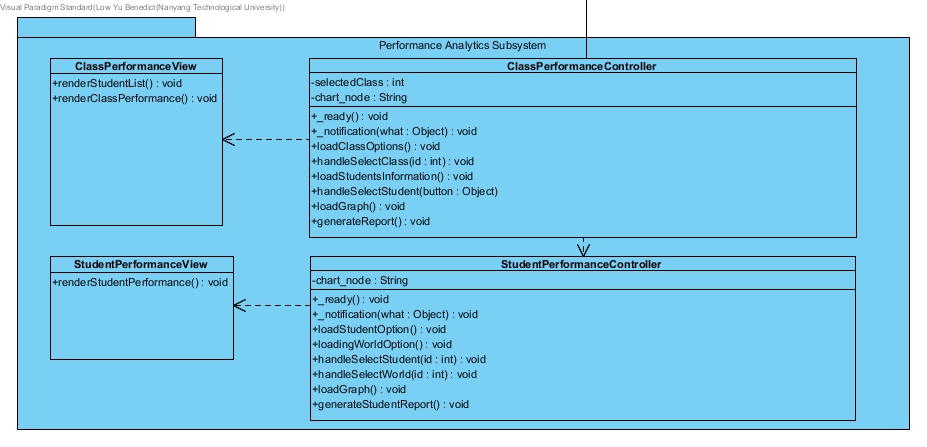 Visual Paradigm Standard(Low Yu Benedict(Nanyang Technological University))
Performance Analytics Subsystem
ClassPerformanceView
+renderStudentList() : void
+renderClassPerformance() : void
ClassPerformanceController
-selectedClass : int
-chart_node : String
+_ready() : void
+_notification(what : Object) : void
+loadClassOptions() : void
+handleSelectClass(id : int) : void
+loadStudentsInformation() : void
+handleSelectStudent(button : Object)
+loadGraph() : void
+generateReport() : void
StudentPerformanceView
+renderStudentPerformance() : void
StudentPerformanceController
-chart_node : String
+_ready() : void
+_notification(what : Object) : void
+loadStudentOption() : void
+loadingWorldOption() : void
+handleSelectStudent(id : int) : void
+handleSelectWorld(id : int) : void
+loadGraph() : void
+generateStudentReport() : void